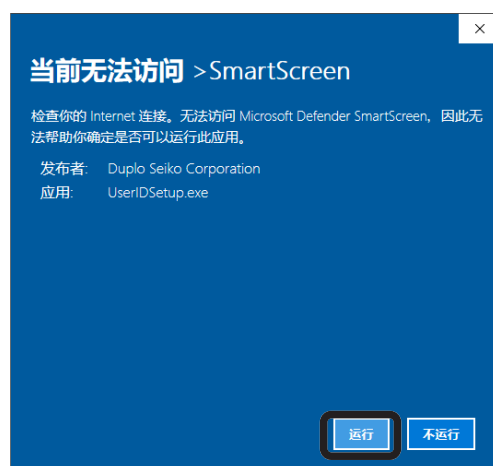 当前无法访问 >SmartScreen
检查你的 Internet 连接。无法访问 Microsoft Defender SmartScreen，因此无
法帮助你确定是否可以运行此应用。
发布者: Duplo Seiko Corporation
应用: UserIDSetup.exe
运行 不运行